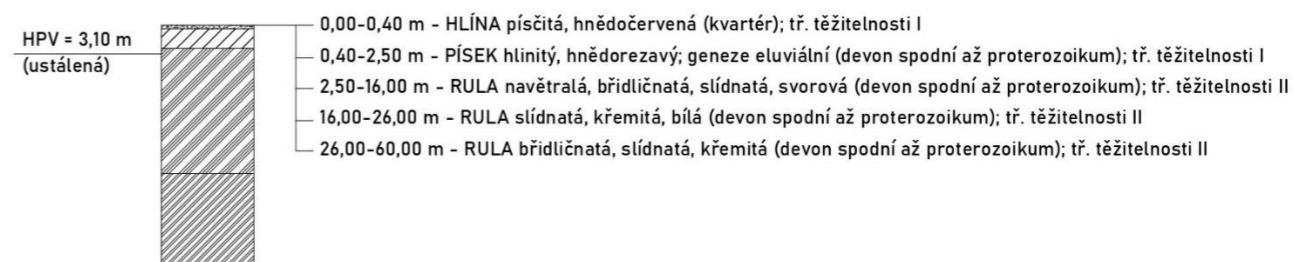 HPV = 3,10 m
(ustálená)
0,00-0,40 m - HLÍNA písčitá, hnědočervená (kvartér); tř. těžitelnosti I
0,40-2,50 m - PÍSEK hlinitý, hnědorezavý; geneze eluviální (devon spodní až proterozoikum); tř. těžitelnosti I
2,50-16,00 m - RULA navětralá, břidličnatá, slídnatá, svorová (devon spodní až proterozoikum); tř. těžitelnosti II
16,00-26,00 m - RULA slídnatá, křemitá, bílá (devon spodní až proterozoikum); tř. těžitelnosti II
26,00-60,00 m - RULA břidličnatá, slídnatá, křemitá (devon spodní až proterozoikum); tř. těžitelnosti II